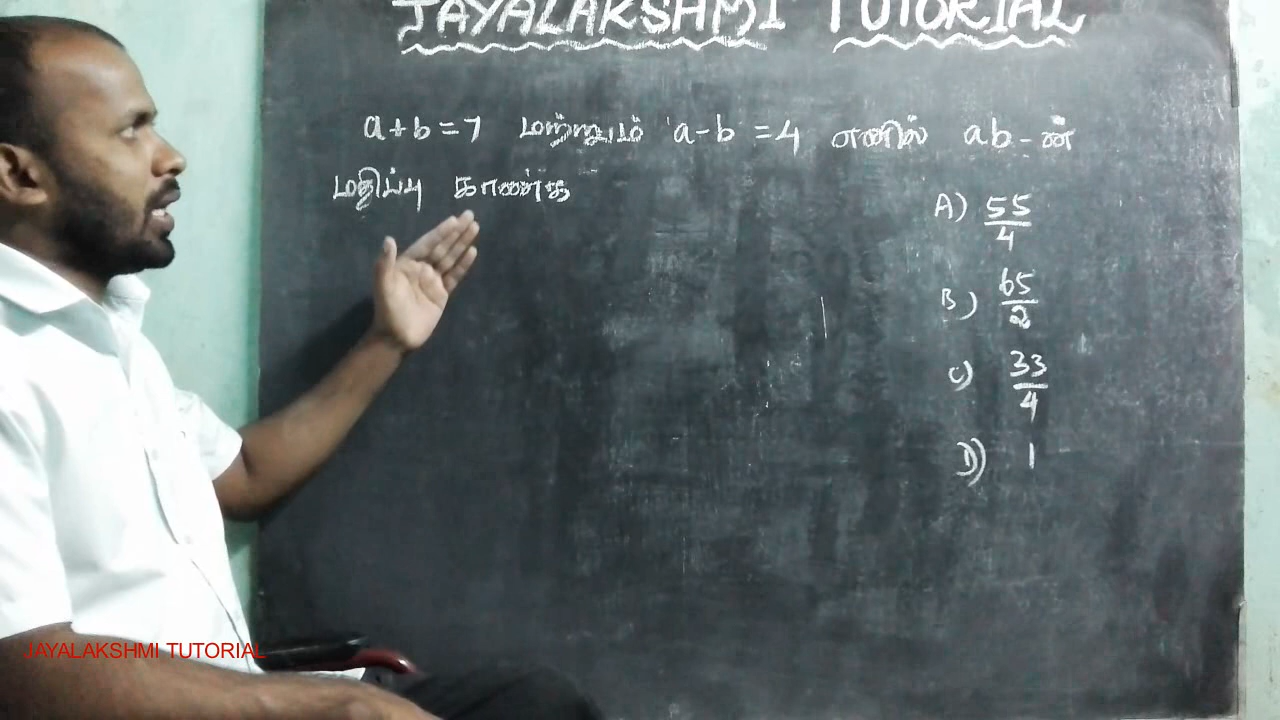 JAYALAKSHMI TUTORIAL
a+b=7 மற்றும் a-b=4 எனில் ab-ன்
மதிப்பு காண்க
A) 55/4
B) 65/2
C) 33/4
D) 1
JAYALAKSHMI TUTORIAL